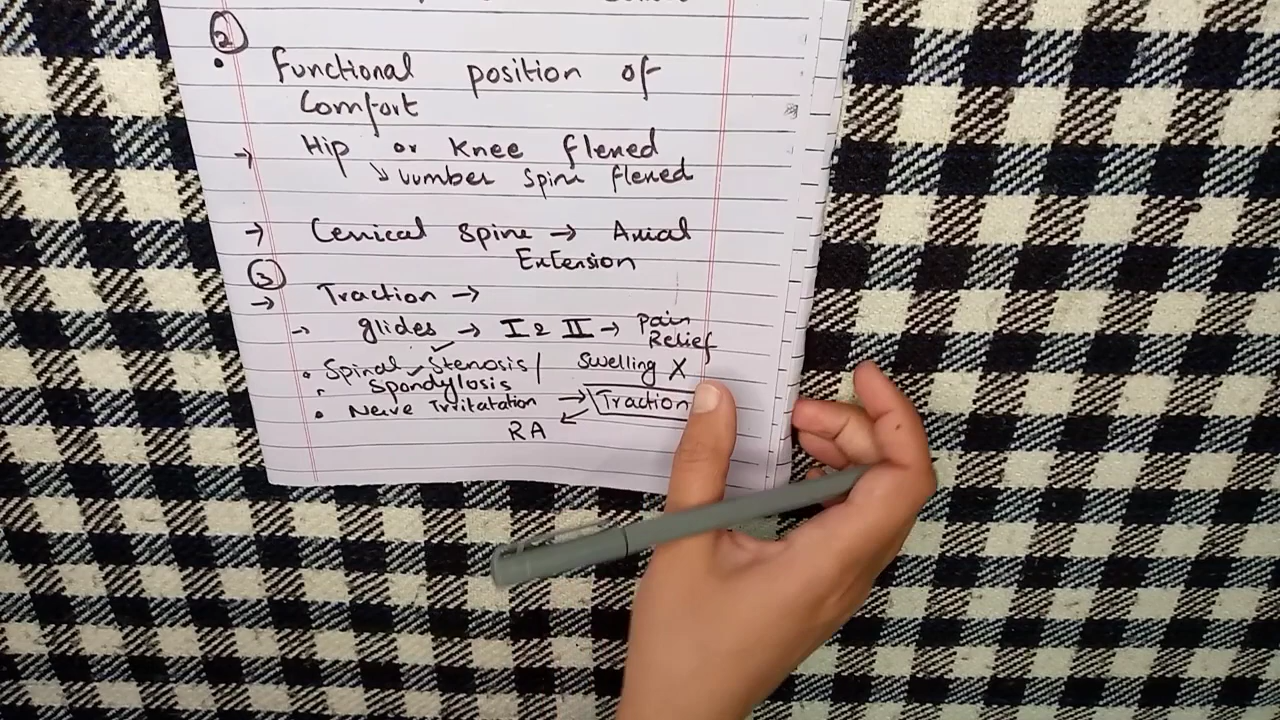 ②
• Functional position of
Comfort
→ Hip or Knee flexed
↘ Lumber Spine flexed
→ Cervical Spine → Axial
Extension
③
→ Traction →
→ glides → I & II → Pain
Relief
• Spinal Stenosis / Swelling X
• Spondylosis
• Nerve Irritatation → Traction
RA ←